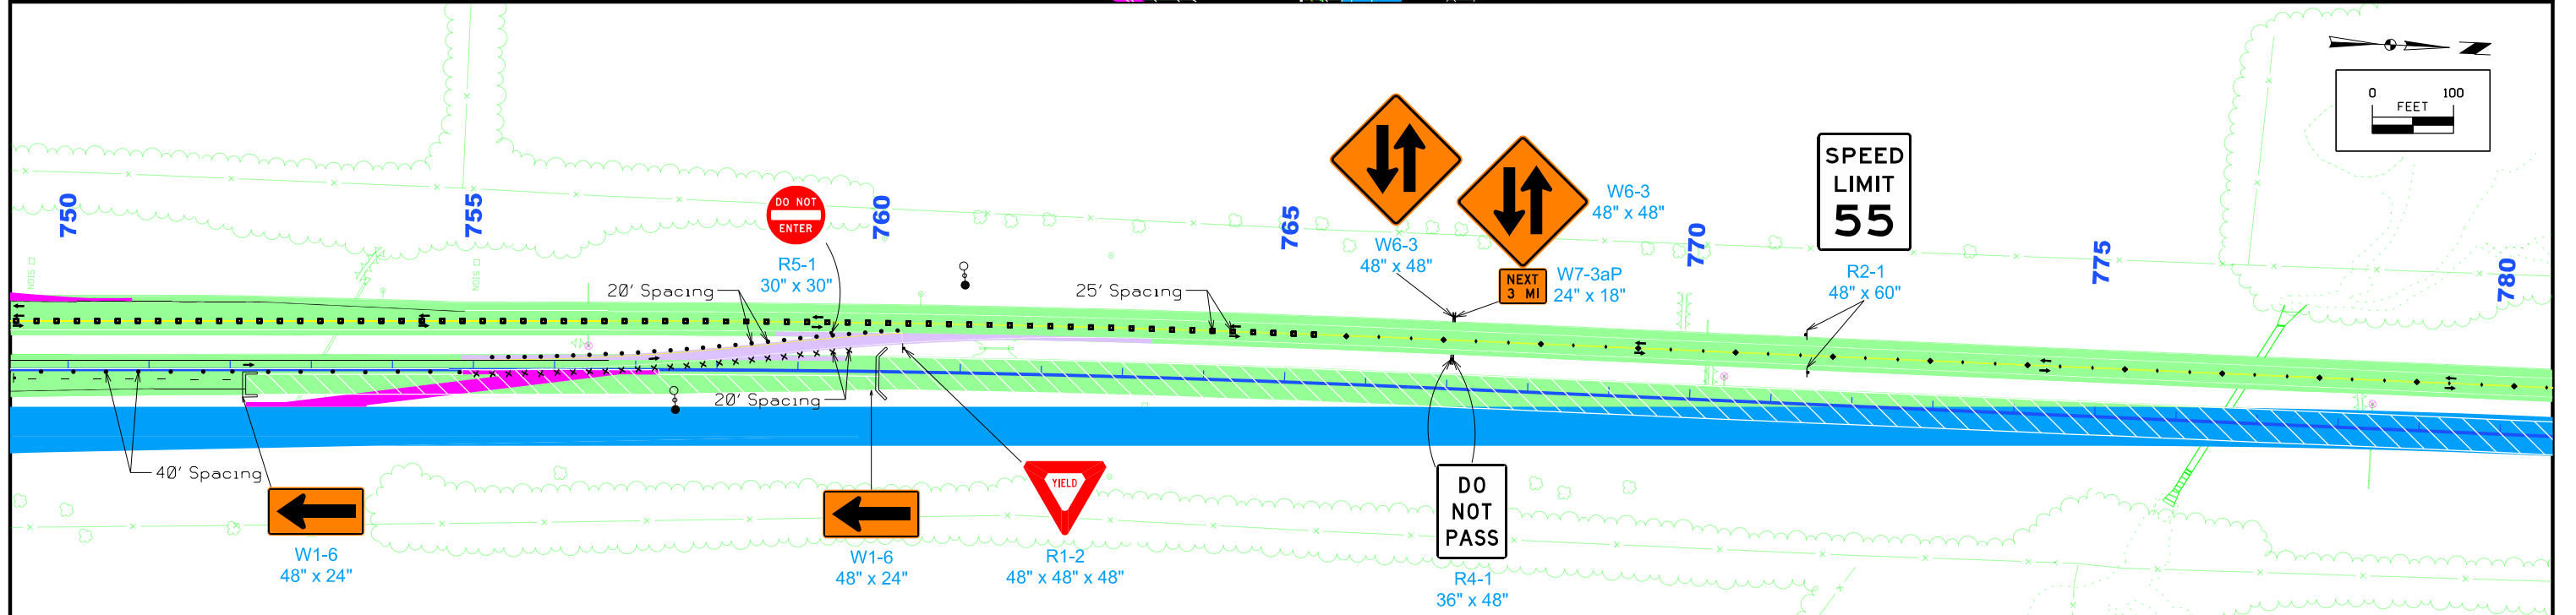 0 100
FEET
SPEED
LIMIT
55
R2-1
48" x 60"
W6-3
48" x 48"
W6-3
48" x 48"
NEXT
3 MI
W7-3aP
24" x 18"
DO NOT
ENTER
R5-1
30" x 30"
750
755
760
765
770
775
780
SIGN
SIGN
20' Spacing
25' Spacing
20' Spacing
40' Spacing
W1-6
48" x 24"
W1-6
48" x 24"
YIELD
R1-2
48" x 48" x 48"
DO
NOT
PASS
R4-1
36" x 48"